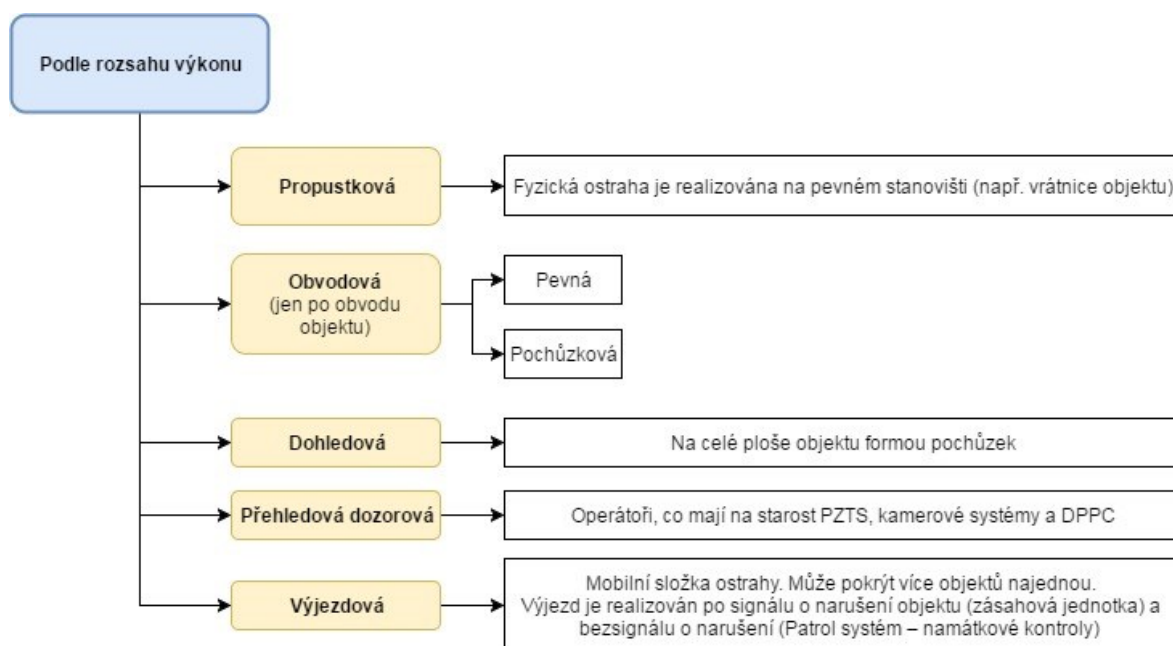 Podle rozsahu výkonu
Propustková
Fyzická ostraha je realizována na pevném stanovišti (např. vrátnice objektu)
Obvodová
(jen po obvodu
objektu)
Pevná
Pochůzková
Dohledová
Na celé ploše objektu formou pochůzek
Přehledová dozorová
Operátoři, co mají na starost PZTS, kamerové systémy a DPPC
Výjezdová
Mobilní složka ostrahy. Může pokrýt více objektů najednou.
Výjezd je realizován po signálu o narušení objektu (zásahová jednotka) a
bezsignálu o narušení (Patrol systém – namátkové kontroly)